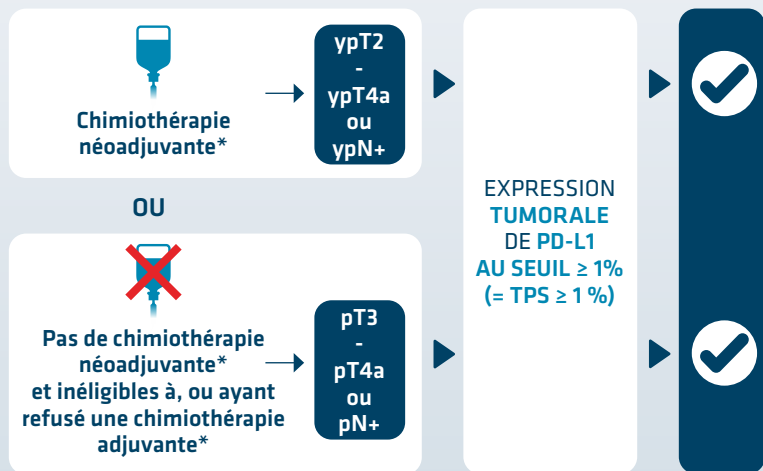 Chimiothérapie
néoadjuvante*
ypT2
-
ypT4a
ou
ypN+
OU
Pas de chimiothérapie
néoadjuvante*
et inéligibles à, ou ayant
refusé une chimiothérapie
adjuvante*
pT3
-
pT4a
ou
pN+
EXPRESSION
TUMORALE
DE PD-L1
AU SEUIL ≥ 1%
(= TPS ≥ 1 %)